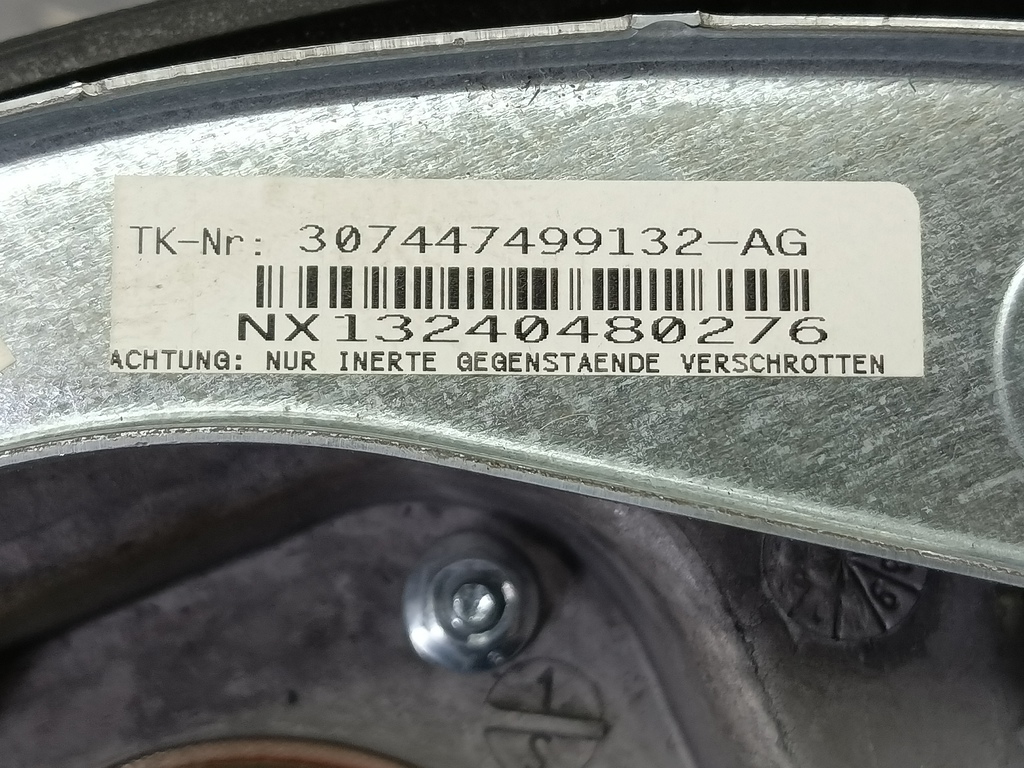 TK-Nr: 307447499132-AG
NX13240480276
ACHTUNG: NUR INERTE GEGENSTAENDE VERSCHROTTEN